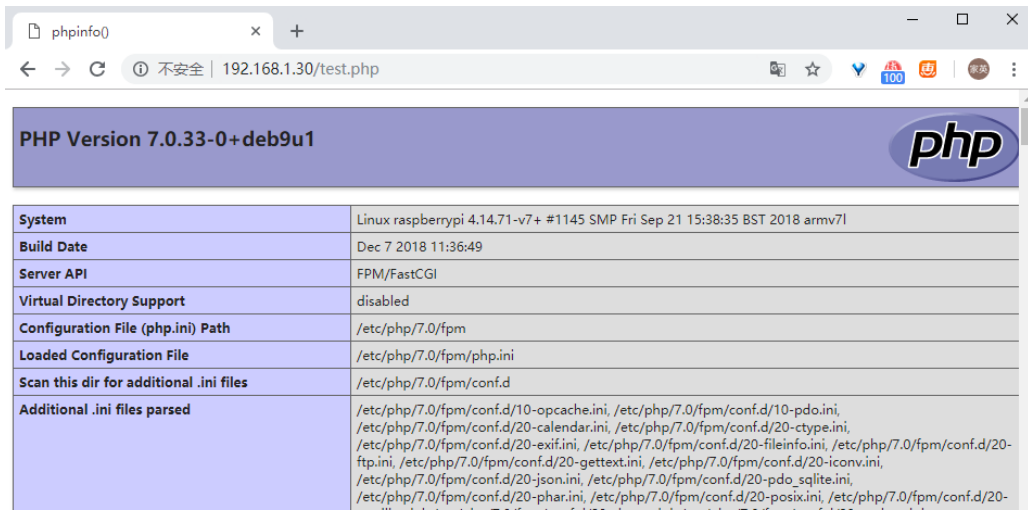 phpinfo()
不安全 | 192.168.1.30/test.php
100
家英
PHP Version 7.0.33-0+deb9u1
php
System Linux raspberrypi 4.14.71-v7+ #1145 SMP Fri Sep 21 15:38:35 BST 2018 armv7l
Build Date Dec 7 2018 11:36:49
Server API FPM/FastCGI
Virtual Directory Support disabled
Configuration File (php.ini) Path /etc/php/7.0/fpm
Loaded Configuration File /etc/php/7.0/fpm/php.ini
Scan this dir for additional .ini files /etc/php/7.0/fpm/conf.d
Additional .ini files parsed /etc/php/7.0/fpm/conf.d/10-opcache.ini, /etc/php/7.0/fpm/conf.d/10-pdo.ini,
/etc/php/7.0/fpm/conf.d/20-calendar.ini, /etc/php/7.0/fpm/conf.d/20-ctype.ini,
/etc/php/7.0/fpm/conf.d/20-exif.ini, /etc/php/7.0/fpm/conf.d/20-fileinfo.ini, /etc/php/7.0/fpm/conf.d/20-
ftp.ini, /etc/php/7.0/fpm/conf.d/20-gettext.ini, /etc/php/7.0/fpm/conf.d/20-iconv.ini,
/etc/php/7.0/fpm/conf.d/20-json.ini, /etc/php/7.0/fpm/conf.d/20-pdo_sqlite.ini,
/etc/php/7.0/fpm/conf.d/20-phar.ini, /etc/php/7.0/fpm/conf.d/20-posix.ini, /etc/php/7.0/fpm/conf.d/20-